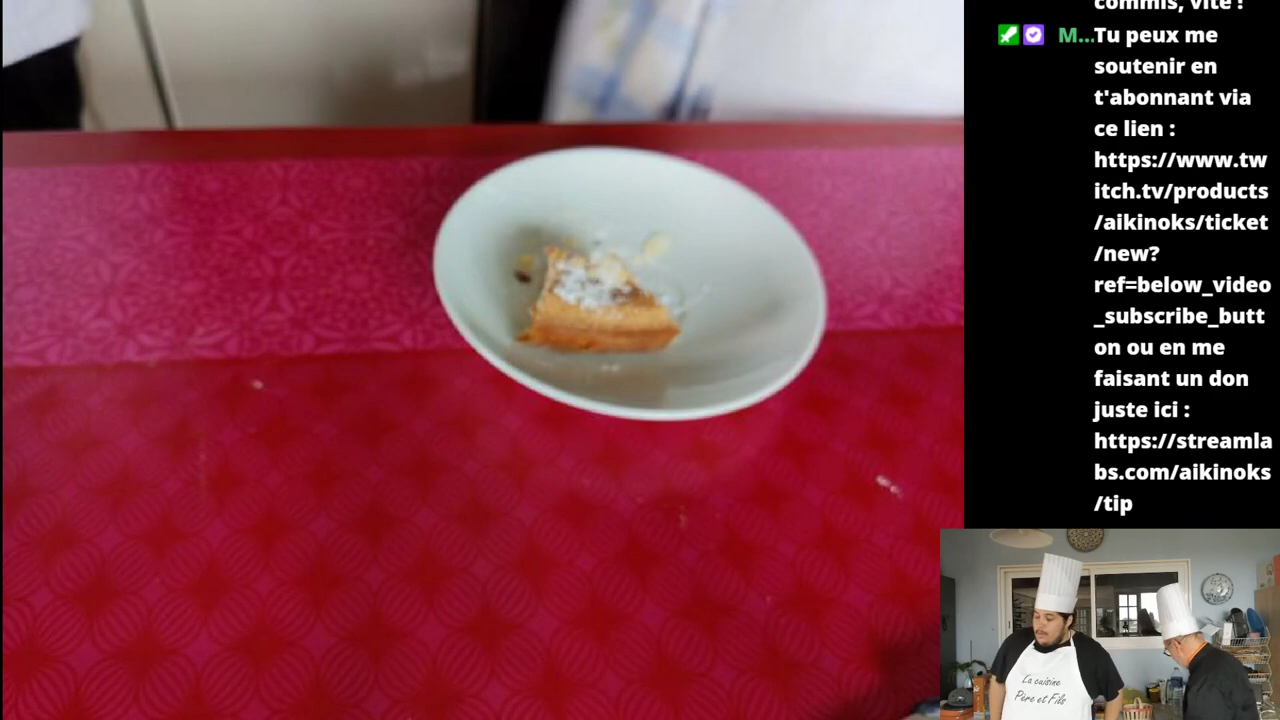 commis, vite !
M... Tu peux me
soutenir en
t'abonnant via
ce lien :
https://www.tw
itch.tv/products
/aikinoks/ticket
/new?
ref=below_video
_subscribe_butt
on ou en me
faisant un don
juste ici :
https://streamla
bs.com/aikinoks
/tip
La cuisine
Père et Fils